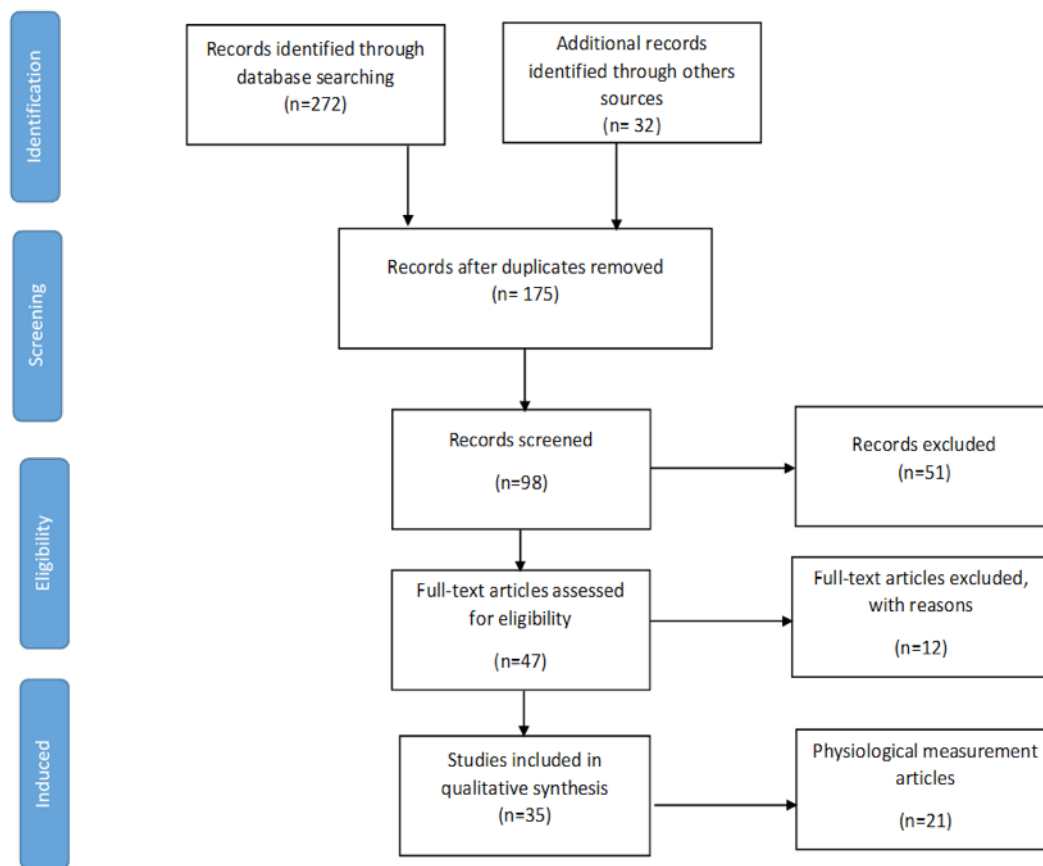 Identification
Records identified through
database searching
(n=272)
Additional records
identified through others
sources
(n= 32)
Screening
Records after duplicates removed
(n= 175)
Records screened
(n=98)
Records excluded
(n=51)
Eligibility
Full-text articles assessed
for eligibility
(n=47)
Full-text articles excluded,
with reasons
(n=12)
Induced
Studies included in
qualitative synthesis
(n=35)
Physiological measurement
articles
(n=21)